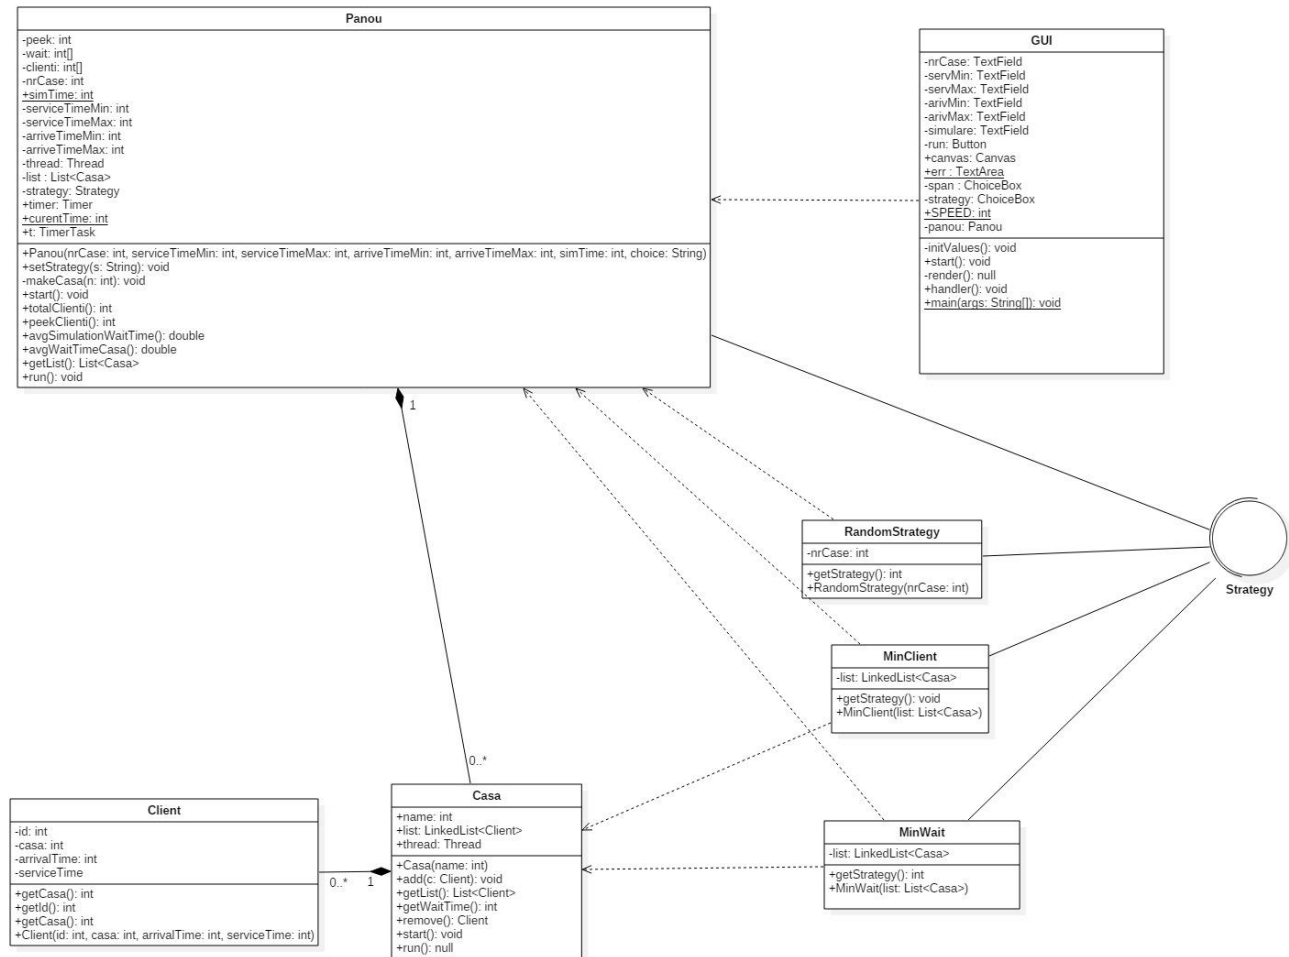 Panou
-peek: int
-wait: int[]
-clienti: int[]
-nrCase: int
+simTime: int
-serviceTimeMin: int
-serviceTimeMax: int
-arriveTimeMin: int
-arriveTimeMax: int
-thread: Thread
-list : List<Casa>
-strategy: Strategy
+timer: Timer
+curentTime: int
+t: TimerTask
+Panou(nrCase: int, serviceTimeMin: int, serviceTimeMax: int, arriveTimeMin: int, arriveTimeMax: int, simTime: int, choice: String)
+setStrategy(s: String): void
-makeCasa(n: int): void
+start(): void
+totalClienti(): int
+peekClienti(): int
+avgSimulationWaitTime(): double
+avgWaitTimeCasa(): double
+getList(): List<Casa>
+run(): void
GUI
-nrCase: TextField
-servMin: TextField
-servMax: TextField
-arivMin: TextField
-arivMax: TextField
-simulare: TextField
-run: Button
+canvas: Canvas
+err : TextArea
-span : ChoiceBox
-strategy: ChoiceBox
+SPEED: int
-panou: Panou
-initValues(): void
+start(): void
-render(): null
+handler(): void
+main(args: String[]): void
1
RandomStrategy
-nrCase: int
+getStrategy(): int
+RandomStrategy(nrCase: int)
Strategy
MinClient
-list: LinkedList<Casa>
+getStrategy(): void
+MinClient(list: List<Casa>)
0..*
Client
-id: int
-casa: int
-arrivalTime: int
-serviceTime
+getCasa(): int
+getId(): int
+getCasa(): int
+Client(id: int, casa: int, arrivalTime: int, serviceTime: int)
0..*
1
Casa
+name: int
+list: LinkedList<Client>
+thread: Thread
+Casa(name: int)
+add(c: Client): void
+getList(): List<Client>
+getWaitTime(): int
+remove(): Client
+start(): void
+run(): null
MinWait
-list: LinkedList<Casa>
+getStrategy(): int
+MinWait(list: List<Casa>)